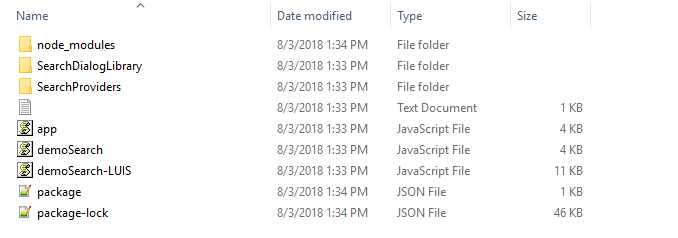 Name Date modified Type Size
node_modules 8/3/2018 1:34 PM File folder
SearchDialogLibrary 8/3/2018 1:33 PM File folder
SearchProviders 8/3/2018 1:33 PM File folder
8/3/2018 1:33 PM Text Document 1 KB
app 8/3/2018 1:33 PM JavaScript File 4 KB
demoSearch 8/3/2018 1:33 PM JavaScript File 4 KB
demoSearch-LUIS 8/3/2018 1:33 PM JavaScript File 11 KB
package 8/3/2018 1:34 PM JSON File 1 KB
package-lock 8/3/2018 1:34 PM JSON File 46 KB